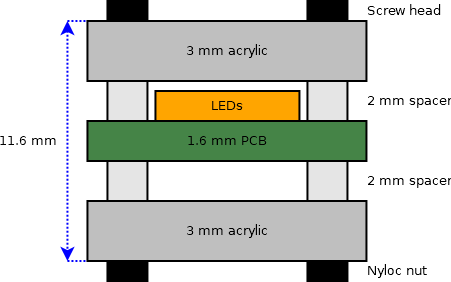 Screw head
3 mm acrylic
2 mm spacer
LEDs
11.6 mm
1.6 mm PCB
2 mm spacer
3 mm acrylic
Nyloc nut